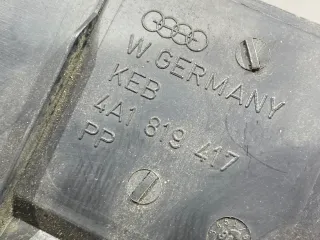 W. GERMANY
KEB
4A1 819 417
PP